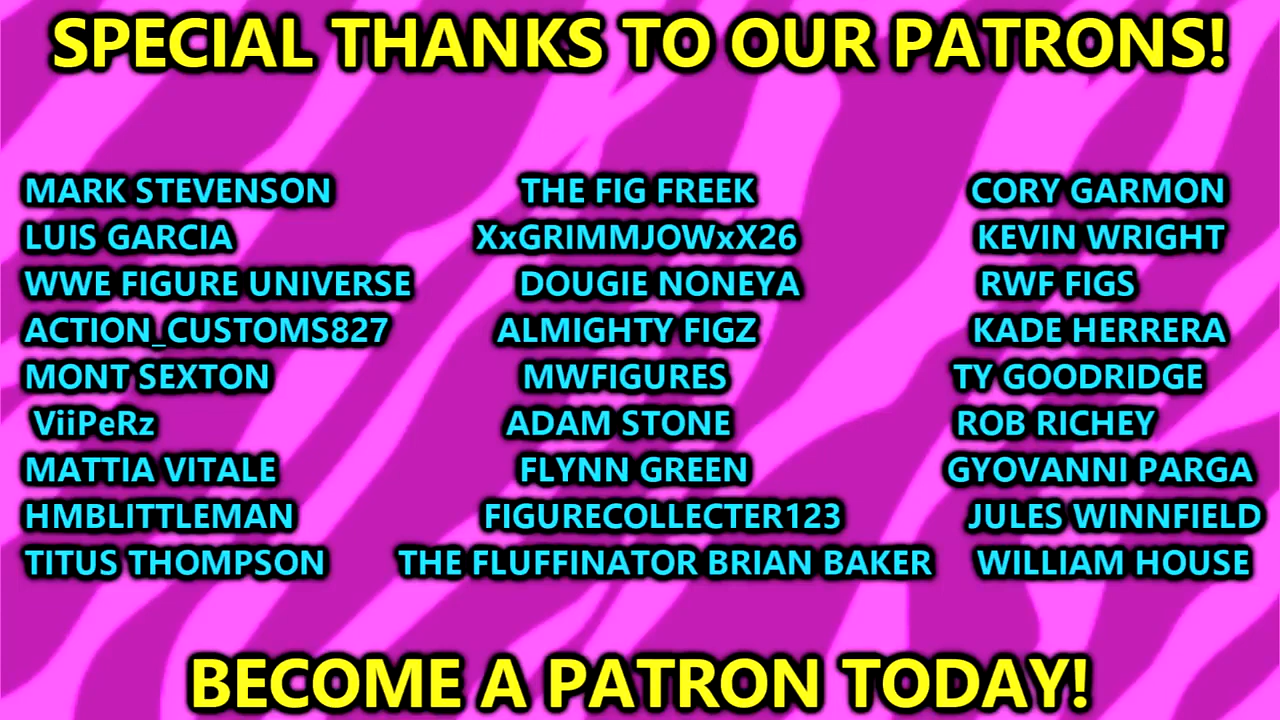 SPECIAL THANKS TO OUR PATRONS!
MARK STEVENSON
LUIS GARCIA
WWE FIGURE UNIVERSE
ACTION_CUSTOMS827
MONT SEXTON
ViiPeRz
MATTIA VITALE
HMBLITTLEMAN
TITUS THOMPSON
THE FIG FREEK
XxGRIMMJOWxX26
DOUGIE NONEYA
ALMIGHTY FIGZ
MWFIGURES
ADAM STONE
FLYNN GREEN
FIGURECOLLECTER123
THE FLUFFINATOR BRIAN BAKER
CORY GARMON
KEVIN WRIGHT
RWF FIGS
KADE HERRERA
TY GOODRIDGE
ROB RICHEY
GYOVANNI PARGA
JULES WINNFIELD
WILLIAM HOUSE
BECOME A PATRON TODAY!